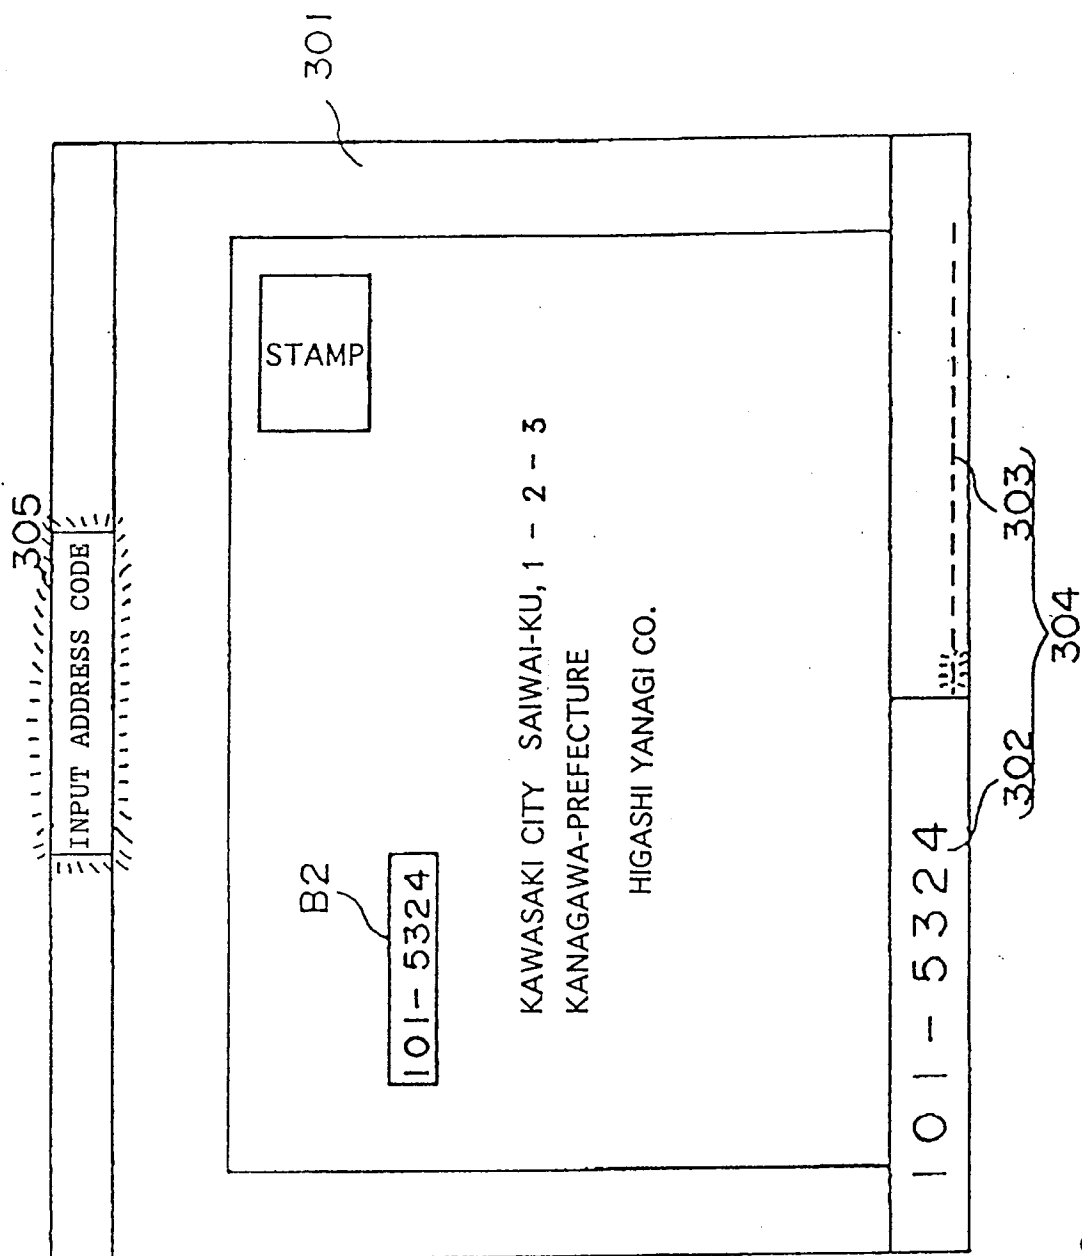 305
INPUT ADDRESS CODE
301
STAMP
B2
101-5324
KAWASAKI CITY SAIWAI-KU, 1 - 2 - 3
KANAGAWA-PREFECTURE
HIGASHI YANAGI CO.
101-5324
302
303
304